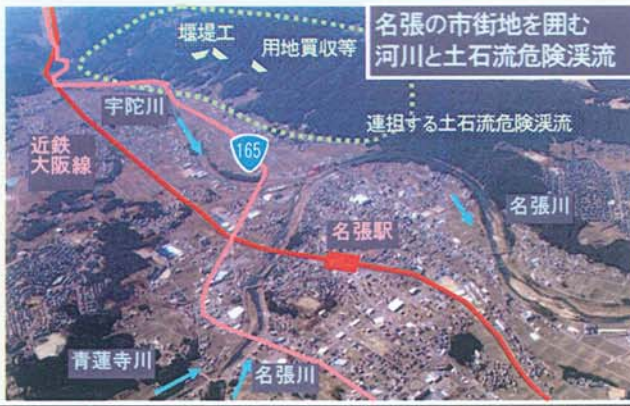 名張の市街地を囲む
河川と土石流危険渓流
堰堤工
用地買収等
宇陀川
連担する土石流危険渓流
165
近鉄
大阪線
名張川
名張駅
青蓮寺川
名張川